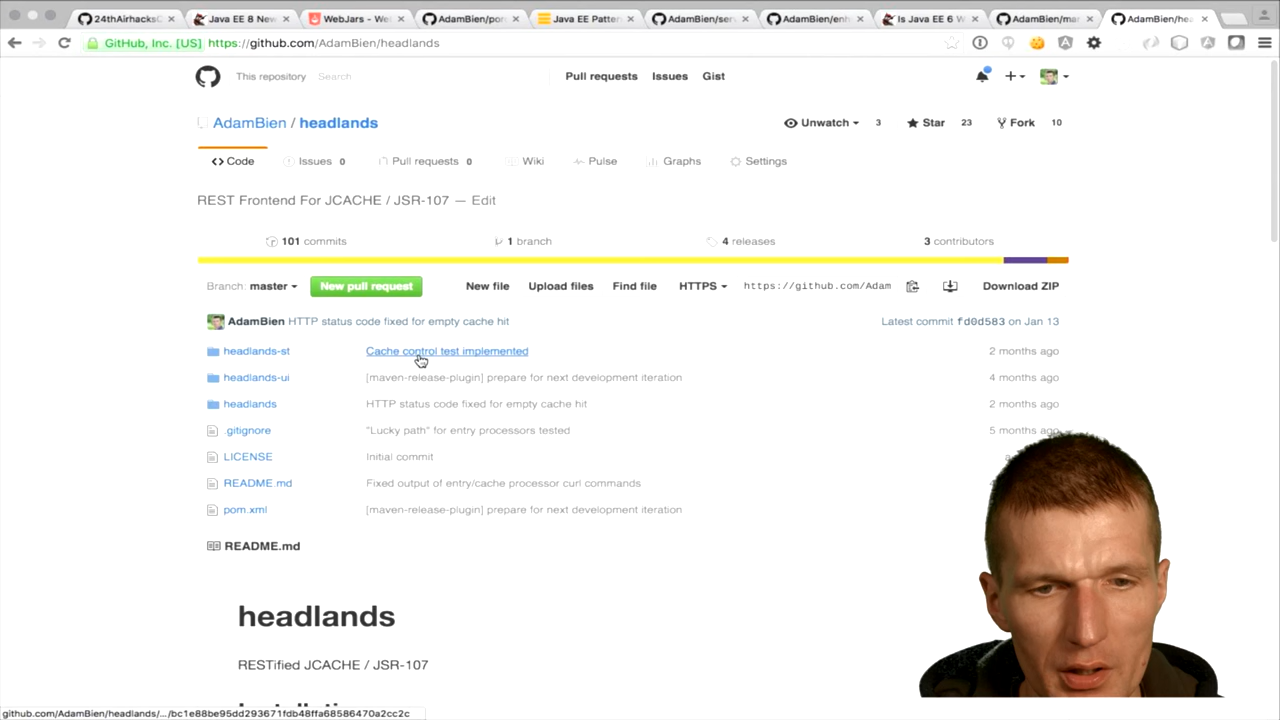 24thAirhacks
Java EE 8 New
WebJars - We
AdamBien/por
Java EE Patter
AdamBien/ser
AdamBien/enh
Is Java EE 6 W
AdamBien/ma
AdamBien/hea
GitHub, Inc. [US] https://github.com/AdamBien/headlands
This repository Search
Pull requests Issues Gist
AdamBien / headlands
Unwatch 3 Star 23 Fork 10
Code Issues 0 Pull requests 0 Wiki Pulse Graphs Settings
REST Frontend For JCACHE / JSR-107 — Edit
101 commits 1 branch 4 releases 3 contributors
Branch: master New pull request New file Upload files Find file HTTPS https://github.com/Adam Download ZIP
AdamBien HTTP status code fixed for empty cache hit Latest commit fd0d583 on Jan 13
headlands-st Cache control test implemented 2 months ago
headlands-ui [maven-release-plugin] prepare for next development iteration 4 months ago
headlands HTTP status code fixed for empty cache hit 2 months ago
.gitignore "Lucky path" for entry processors tested 5 months ago
LICENSE Initial commit
README.md Fixed output of entry/cache processor curl commands
pom.xml [maven-release-plugin] prepare for next development iteration
README.md
headlands
RESTified JCACHE / JSR-107
github.com/AdamBien/headlands/.../bc1e88be95dd293671fdb48ffa68586470a2cc2c